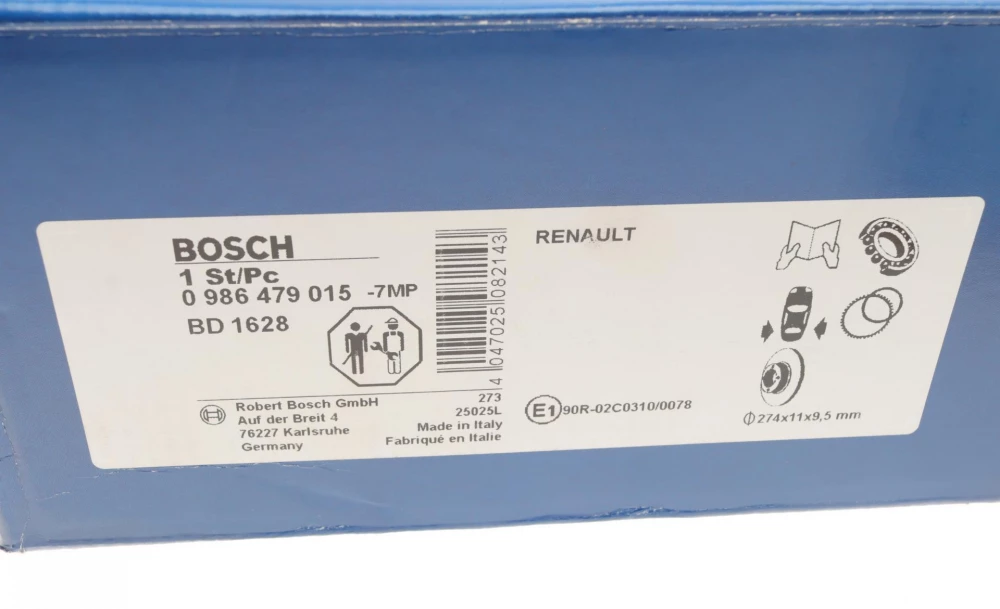 BOSCH
1 St/Pc
0 986 479 015 -7MP
BD 1628
4 047025 082143
RENAULT
Robert Bosch GmbH
Auf der Breit 4
76227 Karlsruhe
Germany
273
25025L
Made in Italy
Fabriqué en Italie
E1 90R-02C0310/0078
⌀274x11x9,5 mm